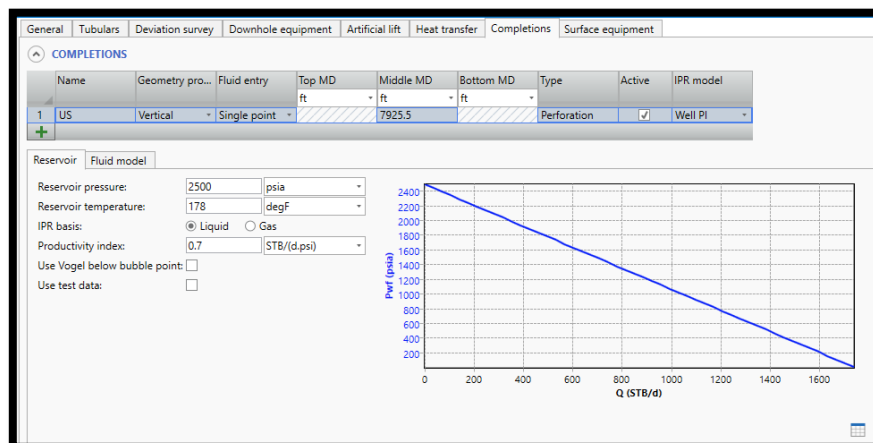 General Tubulars Deviation survey Downhole equipment Artificial lift Heat transfer Completions Surface equipment
COMPLETIONS
Name Geometry pro... Fluid entry Top MD Middle MD Bottom MD Type Active IPR model
ft ft ft
1 US Vertical Single point 7925.5 Perforation Well PI
Reservoir Fluid model
Reservoir pressure: 2500 psia
Reservoir temperature: 178 degF
IPR basis: Liquid Gas
Productivity index: 0.7 STB/(d.psi)
Use Vogel below bubble point:
Use test data:
Pwf (psia)
2400
2200
2000
1800
1600
1400
1200
1000
800
600
400
200
0 200 400 600 800 1000 1200 1400 1600
Q (STB/d)